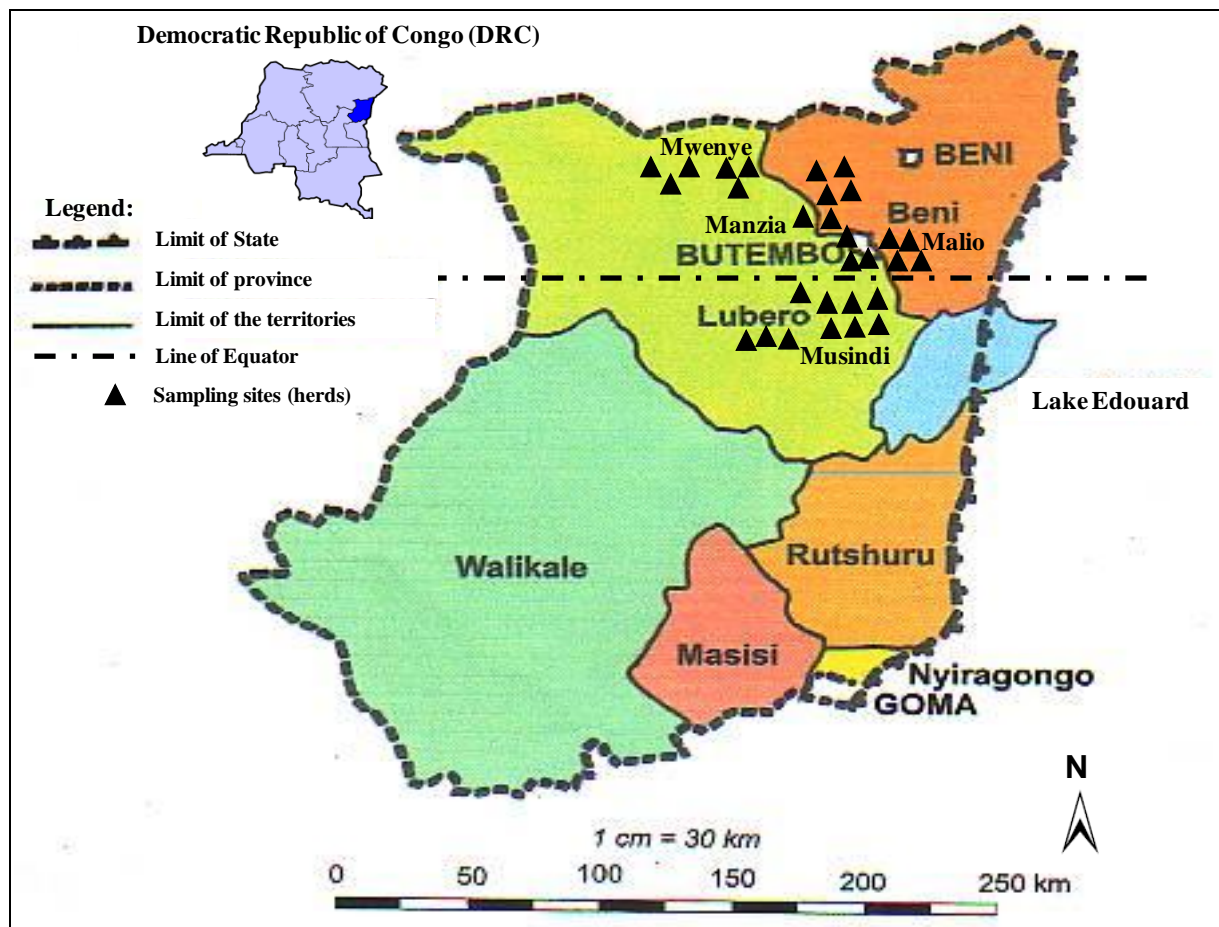 Democratic Republic of Congo (DRC)
Legend:
Limit of State
Limit of province
Limit of the territories
Line of Equator
Sampling sites (herds)
Mwenye
BENI
Manzia
Beni
Malio
BUTEMBO
Lubero
Musindi
Lake Edouard
Walikale
Rutshuru
Masisi
Nyiragongo
GOMA
N
1 cm = 30 km
0 50 100 150 200 250 km